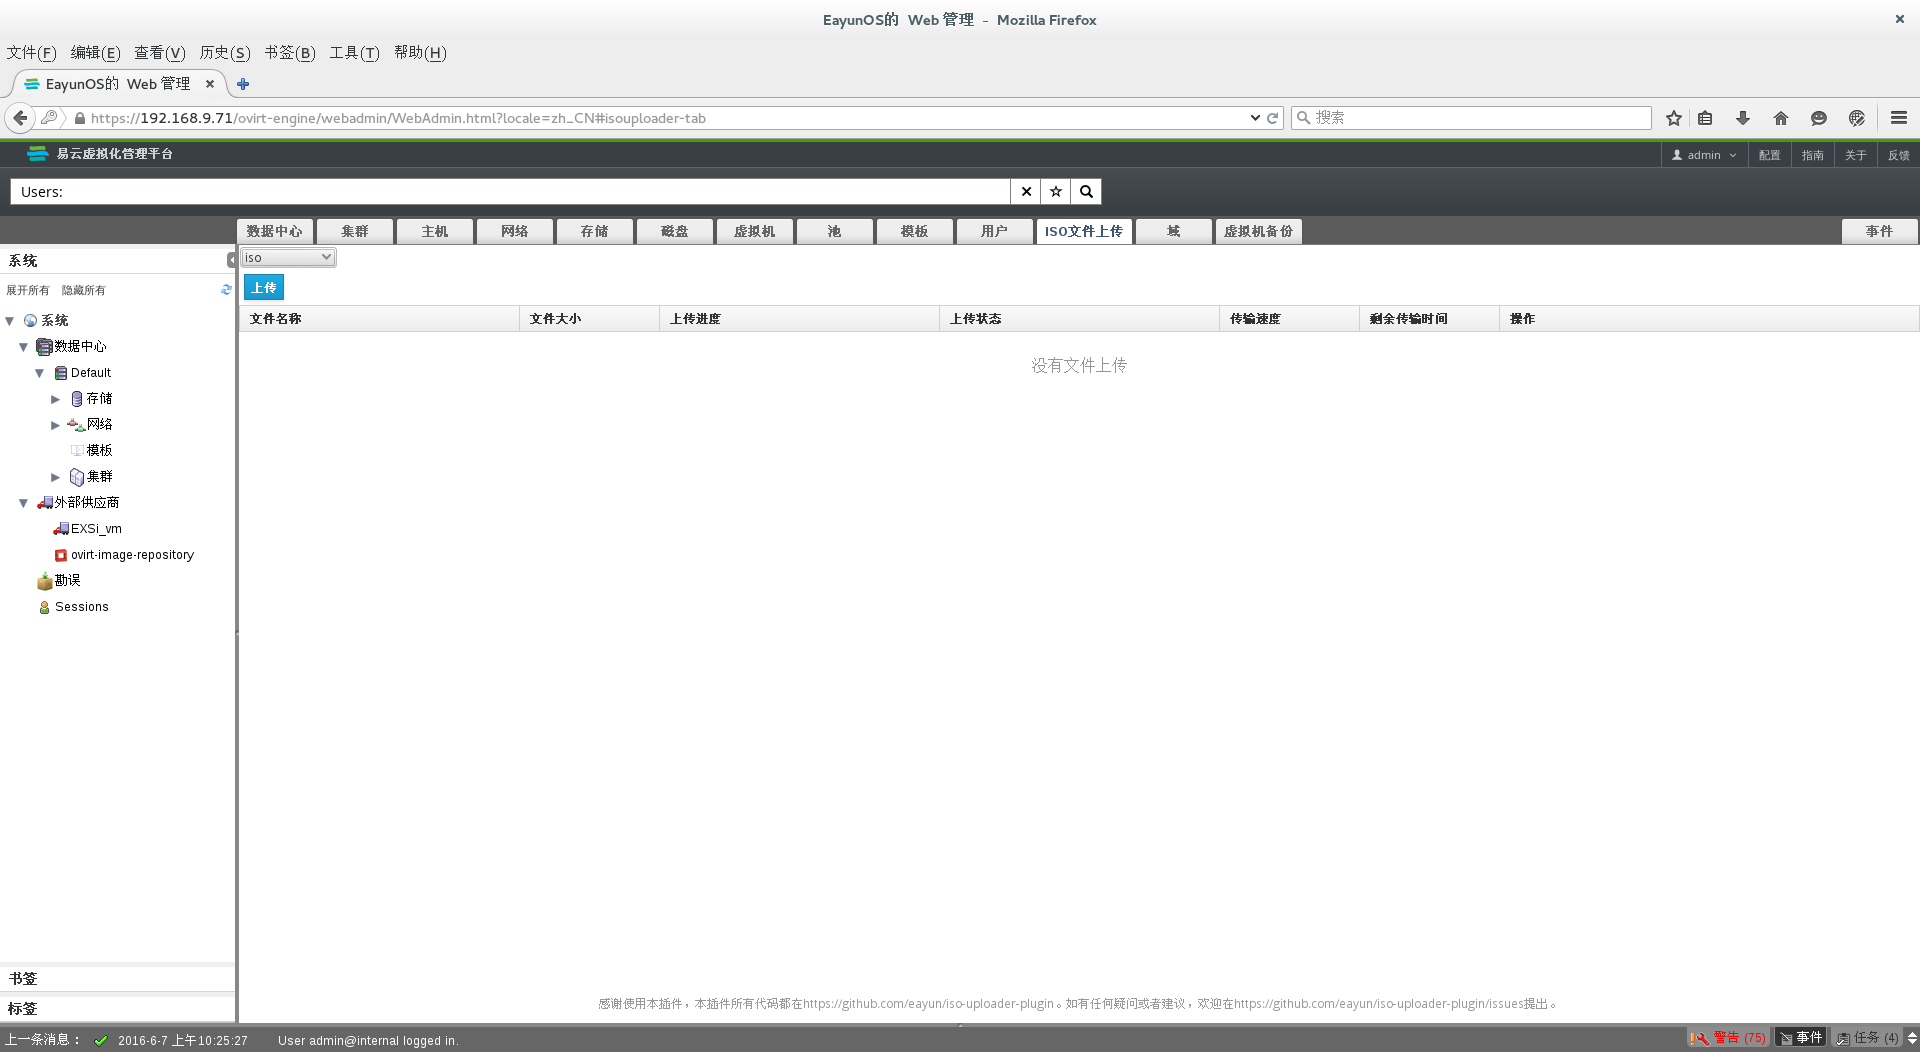 EayunOS的 Web 管理 - Mozilla Firefox
文件(F) 编辑(E) 查看(V) 历史(S) 书签(B) 工具(T) 帮助(H)
EayunOS的 Web 管理
https://192.168.9.71/ovirt-engine/webadmin/WebAdmin.html?locale=zh_CN#isouploader-tab
搜索
易云虚拟化管理平台
admin 配置 指南 关于 反馈
Users:
数据中心 集群 主机 网络 存储 磁盘 虚拟机 池 模板 用户 ISO文件上传 域 虚拟机备份 事件
系统
iso
展开所有 隐藏所有
上传
文件名称 文件大小 上传进度 上传状态 传输速度 剩余传输时间 操作
没有文件上传
系统
数据中心
Default
存储
网络
模板
集群
外部供应商
EXSi_vm
ovirt-image-repository
勘误
Sessions
书签
标签
感谢使用本插件，本插件所有代码都在https://github.com/eayun/iso-uploader-plugin。如有任何疑问或者建议，欢迎在https://github.com/eayun/iso-uploader-plugin/issues提出。
上一条消息： 2016-6-7 上午10:25:27 User admin@internal logged in.
警告 (75) 事件 任务 (4)